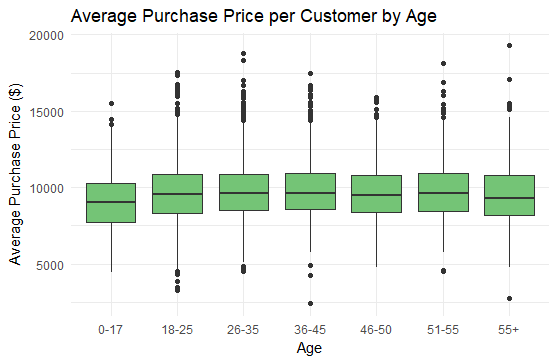 Average Purchase Price per Customer by Age
20000
15000
10000
5000
Average Purchase Price ($)
0-17 18-25 26-35 36-45 46-50 51-55 55+
Age